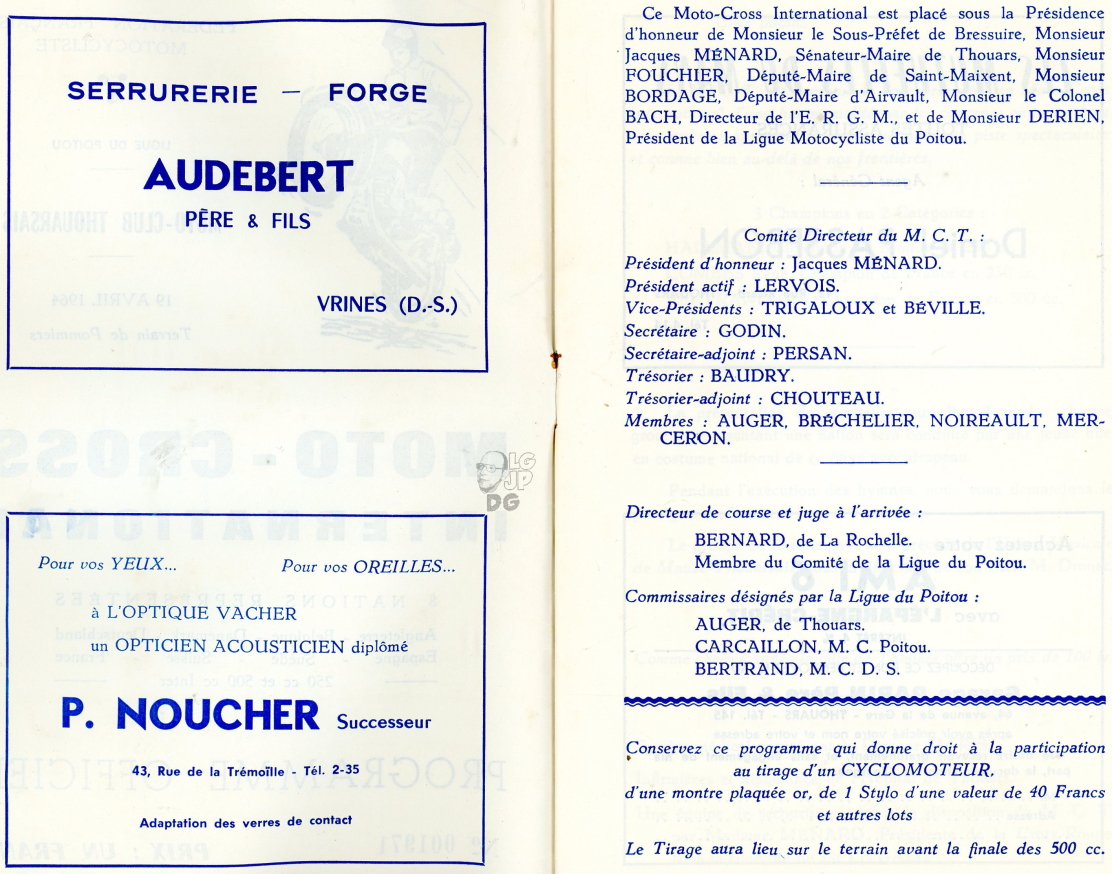 SERRURERIE — FORGE
AUDEBERT
PÈRE & FILS
VRINES (D.-S.)
Pour vos YEUX... Pour vos OREILLES...
à L'OPTIQUE VACHER
un OPTICIEN ACOUSTICIEN diplômé
P. NOUCHER Successeur
43, Rue de la Trémoïlle - Tél. 2-35
Adaptation des verres de contact
LG
JP
DG
Ce Moto-Cross International est placé sous la Présidence
d'honneur de Monsieur le Sous-Préfet de Bressuire, Monsieur
Jacques MÉNARD, Sénateur-Maire de Thouars, Monsieur
FOUCHIER, Député-Maire de Saint-Maixent, Monsieur
BORDAGE, Député-Maire d'Airvault, Monsieur le Colonel
BACH, Directeur de l'E. R. G. M., et de Monsieur DERIEN,
Président de la Ligue Motocycliste du Poitou.
Comité Directeur du M. C. T. :
Président d'honneur : Jacques MÉNARD.
Président actif : LERVOIS.
Vice-Présidents : TRIGALOUX et BÉVILLE.
Secrétaire : GODIN.
Secrétaire-adjoint : PERSAN.
Trésorier : BAUDRY.
Trésorier-adjoint : CHOUTEAU.
Membres : AUGER, BRÉCHELIER, NOIREAULT, MER-
CERON.
Directeur de course et juge à l'arrivée :
BERNARD, de La Rochelle.
Membre du Comité de la Ligue du Poitou.
Commissaires désignés par la Ligue du Poitou :
AUGER, de Thouars.
CARCAILLON, M. C. Poitou.
BERTRAND, M. C. D. S.
Conservez ce programme qui donne droit à la participation
au tirage d'un CYCLOMOTEUR,
d'une montre plaquée or, de 1 Stylo d'une valeur de 40 Francs
et autres lots
Le Tirage aura lieu sur le terrain avant la finale des 500 cc.